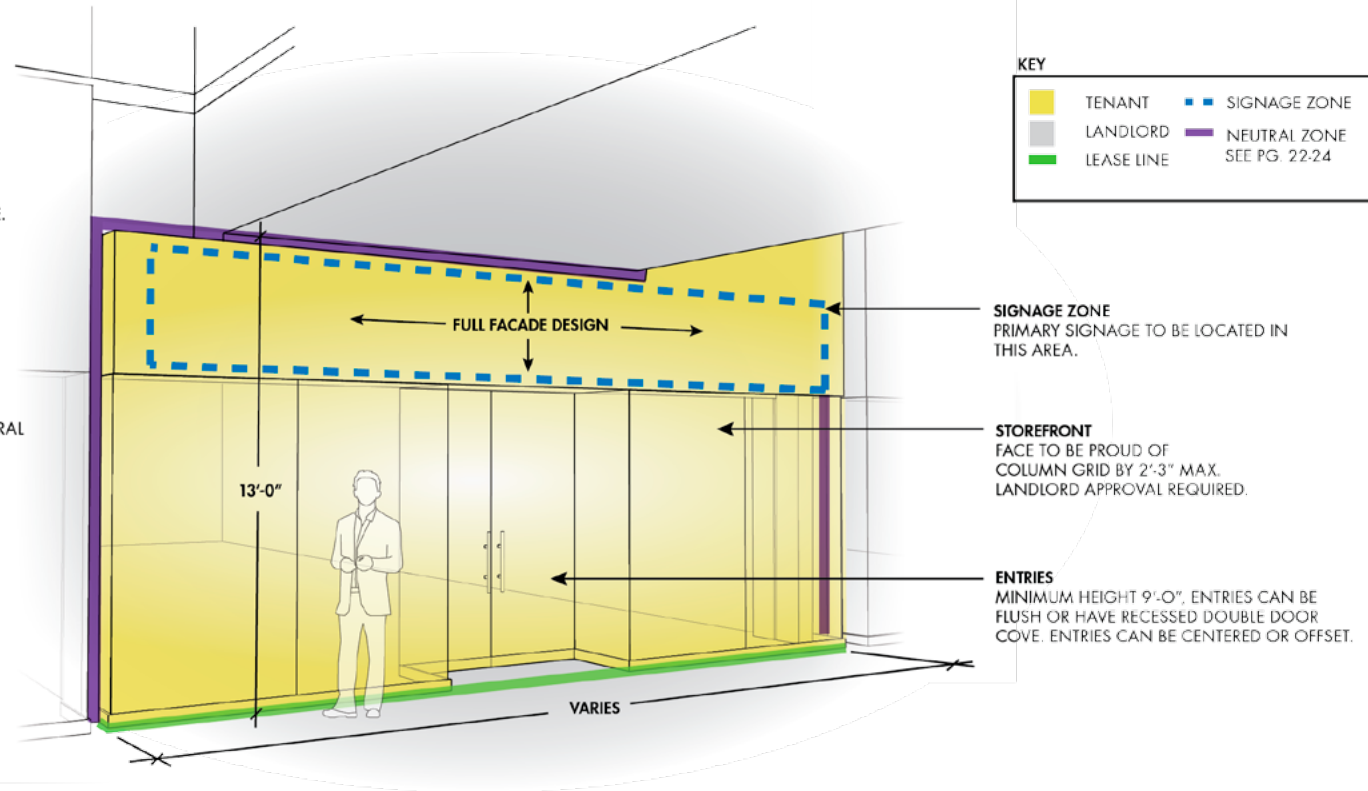 KEY
TENANT
SIGNAGE ZONE
LANDLORD
NEUTRAL ZONE
SEE PG. 22-24
LEASE LINE
E.
FULL FACADE DESIGN
SIGNAGE ZONE
PRIMARY SIGNAGE TO BE LOCATED IN
THIS AREA.
RAL
STOREFRONT
FACE TO BE PROUD OF
COLUMN GRID BY 2'-3" MAX.
LANDLORD APPROVAL REQUIRED.
13'-0"
ENTRIES
MINIMUM HEIGHT 9'-0", ENTRIES CAN BE
FLUSH OR HAVE RECESSED DOUBLE DOOR
COVE. ENTRIES CAN BE CENTERED OR OFFSET.
VARIES